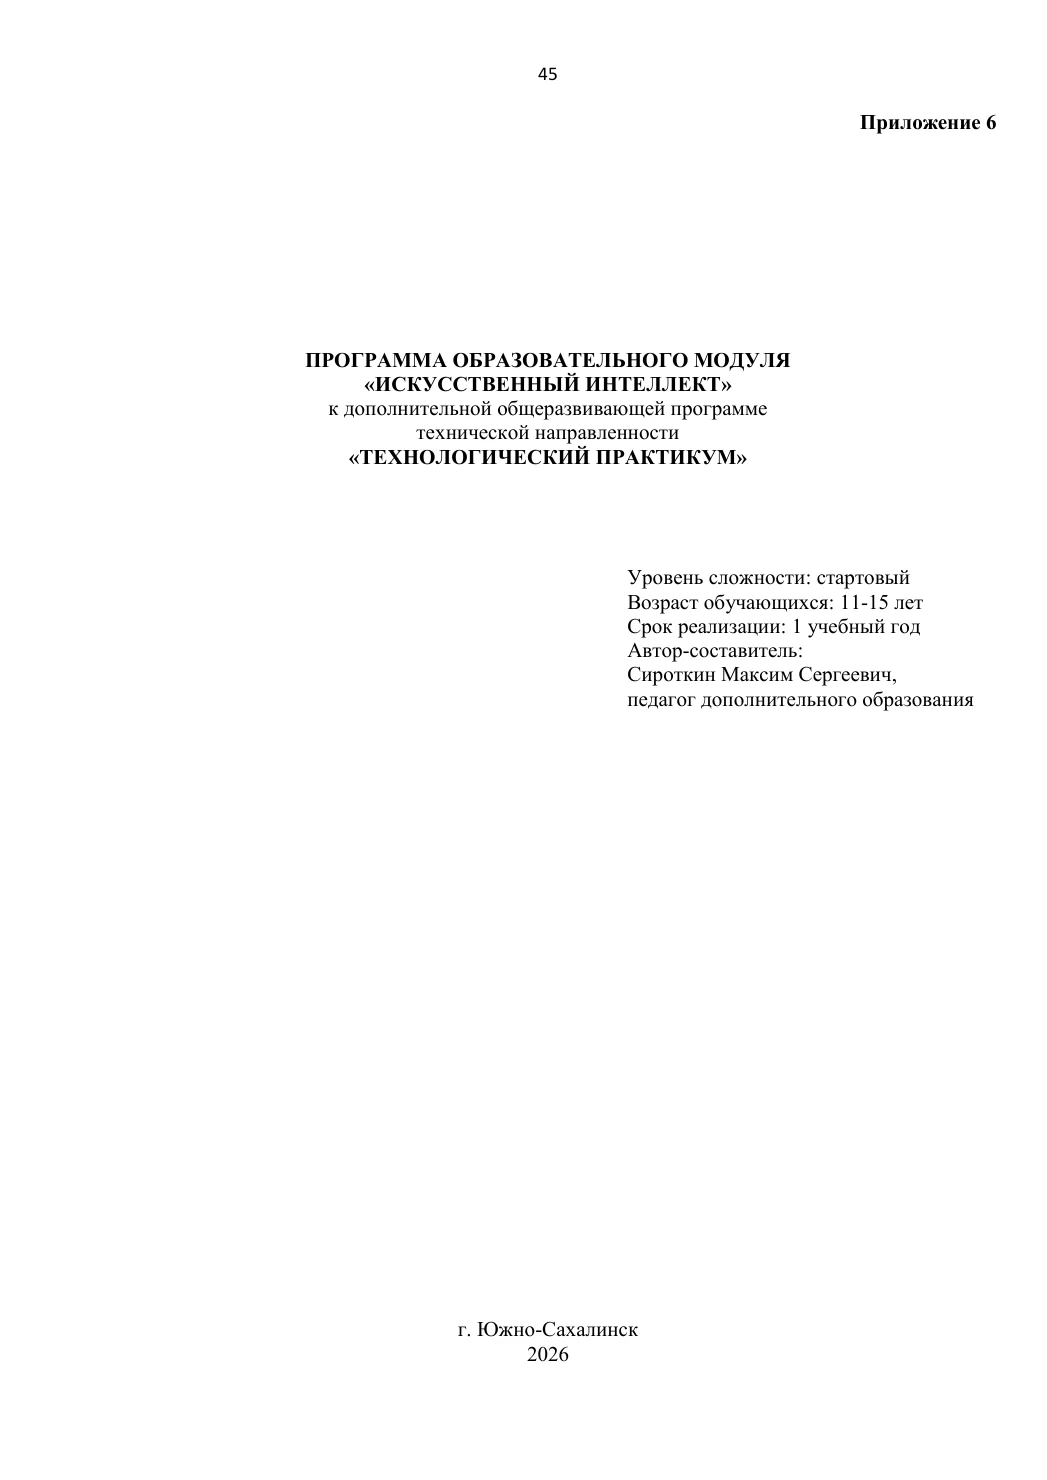 45
Приложение 6
ПРОГРАММА ОБРАЗОВАТЕЛЬНОГО МОДУЛЯ
«ИСКУССТВЕННЫЙ ИНТЕЛЛЕКТ»
к дополнительной общеразвивающей программе
технической направленности
«ТЕХНОЛОГИЧЕСКИЙ ПРАКТИКУМ»
Уровень сложности: стартовый
Возраст обучающихся: 11-15 лет
Срок реализации: 1 учебный год
Автор-составитель:
Сироткин Максим Сергеевич,
педагог дополнительного образования
г. Южно-Сахалинск
2026